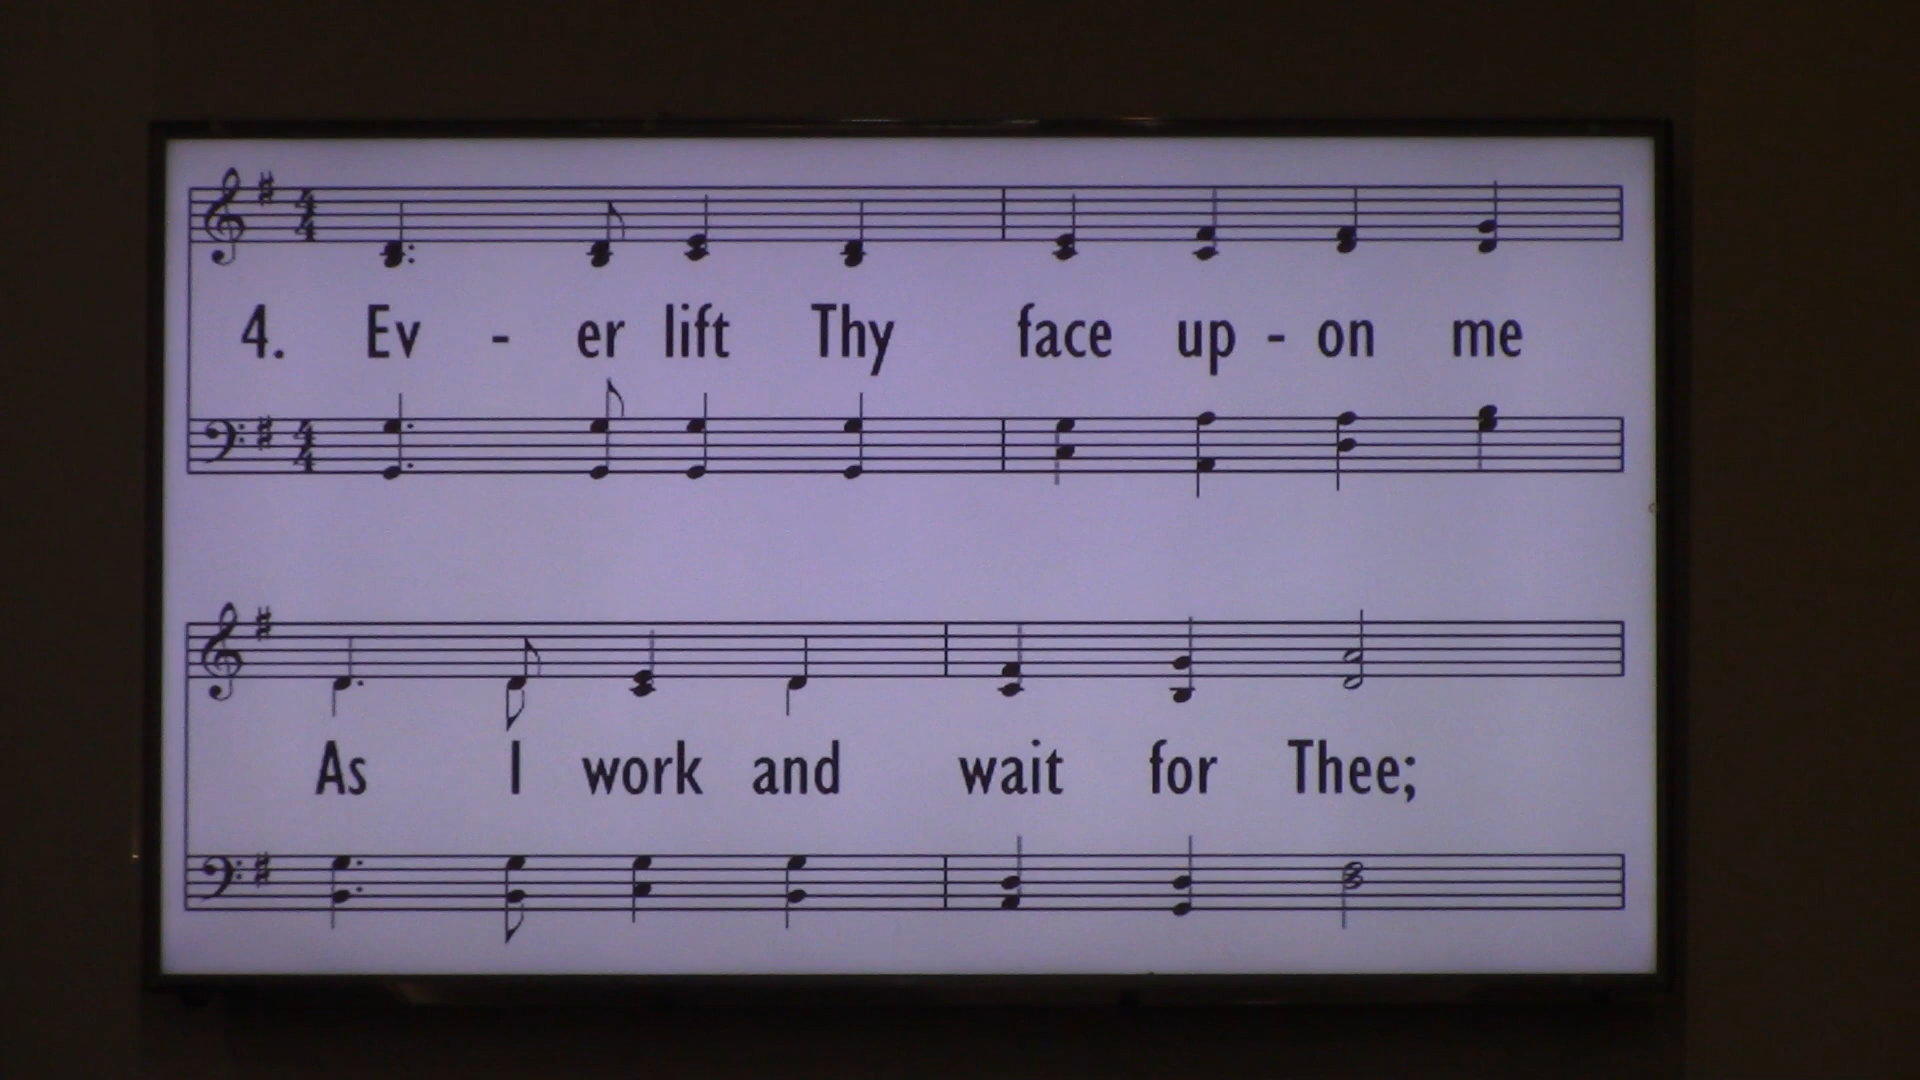 4. Ev - er lift Thy face up - on me
As I work and wait for Thee;